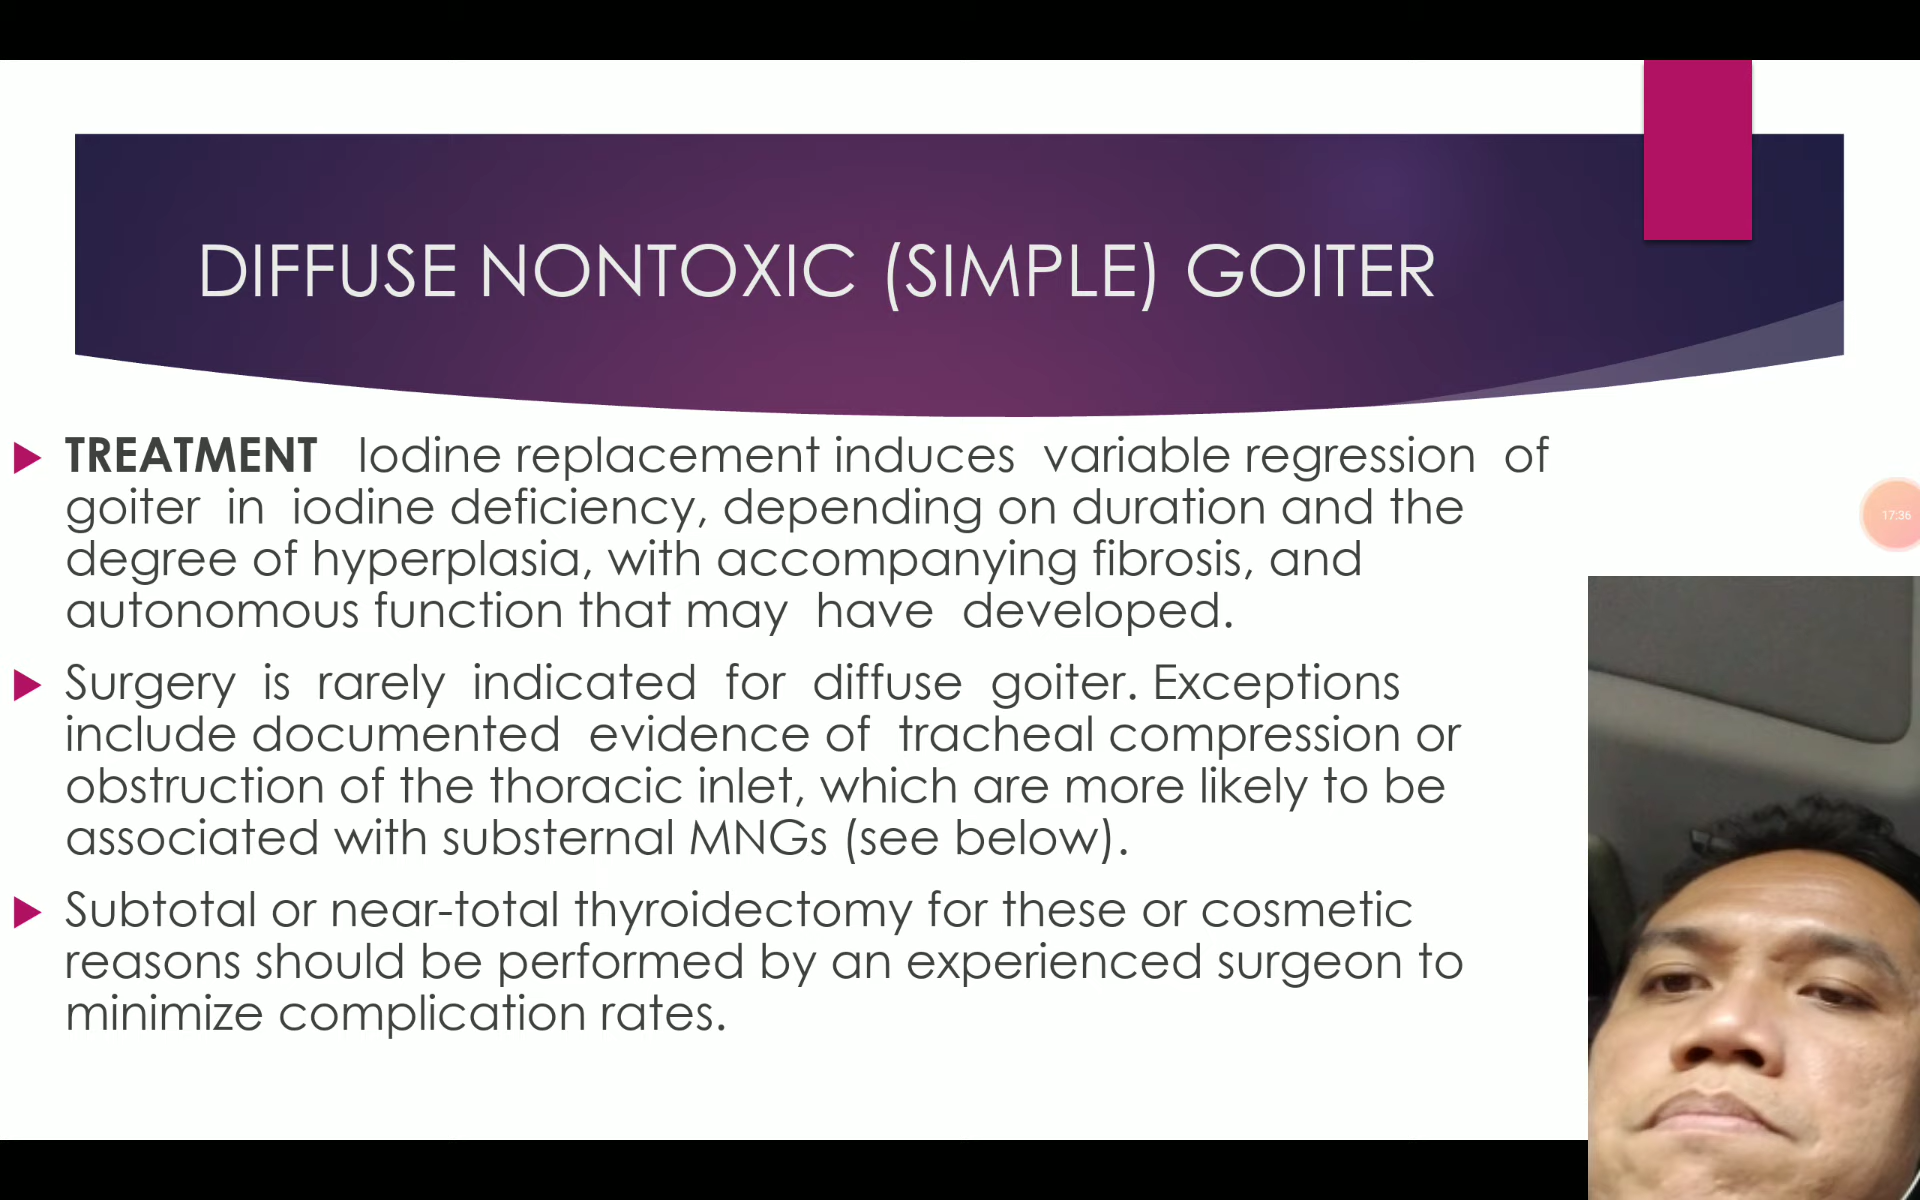 DIFFUSE NONTOXIC (SIMPLE) GOITER
TREATMENT Iodine replacement induces variable regression of
goiter in iodine deficiency, depending on duration and the
degree of hyperplasia, with accompanying fibrosis, and
autonomous function that may have developed.
Surgery is rarely indicated for diffuse goiter. Exceptions
include documented evidence of tracheal compression or
obstruction of the thoracic inlet, which are more likely to be
associated with substernal MNGs (see below).
Subtotal or near-total thyroidectomy for these or cosmetic
reasons should be performed by an experienced surgeon to
minimize complication rates.
17:36